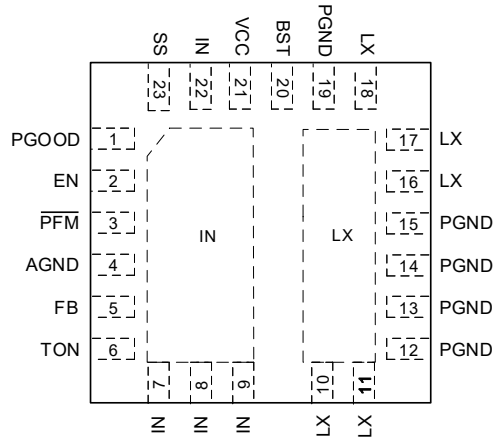 SS IN VCC BST PGND LX
23 22 21 20 19 18
PGOOD 1 17 LX
EN 2 16 LX
PFM 3 15 PGND
IN LX
AGND 4 14 PGND
FB 5 13 PGND
TON 6 12 PGND
7 8 9 10 11
IN IN IN LX LX